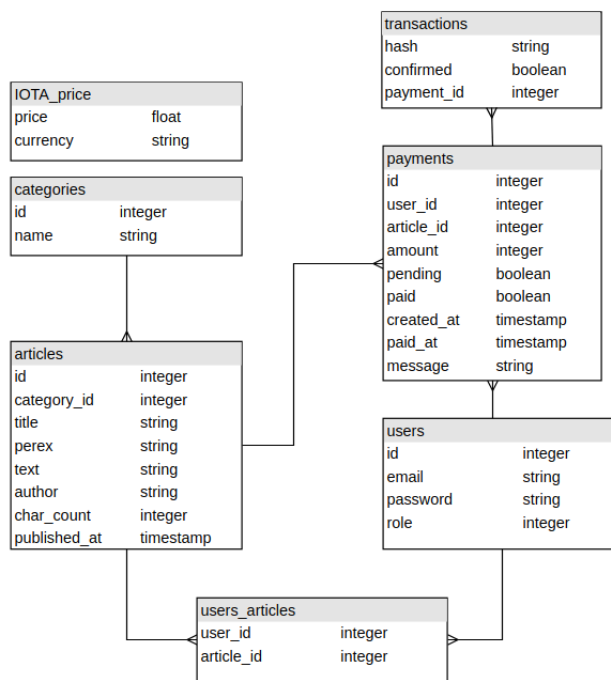 transactions
hash string
confirmed boolean
payment_id integer
IOTA_price
price float
currency string
categories
id integer
name string
payments
id integer
user_id integer
article_id integer
amount integer
pending boolean
paid boolean
created_at timestamp
paid_at timestamp
message string
articles
id integer
category_id integer
title string
perex string
text string
author string
char_count integer
published_at timestamp
users
id integer
email string
password string
role integer
users_articles
user_id integer
article_id integer